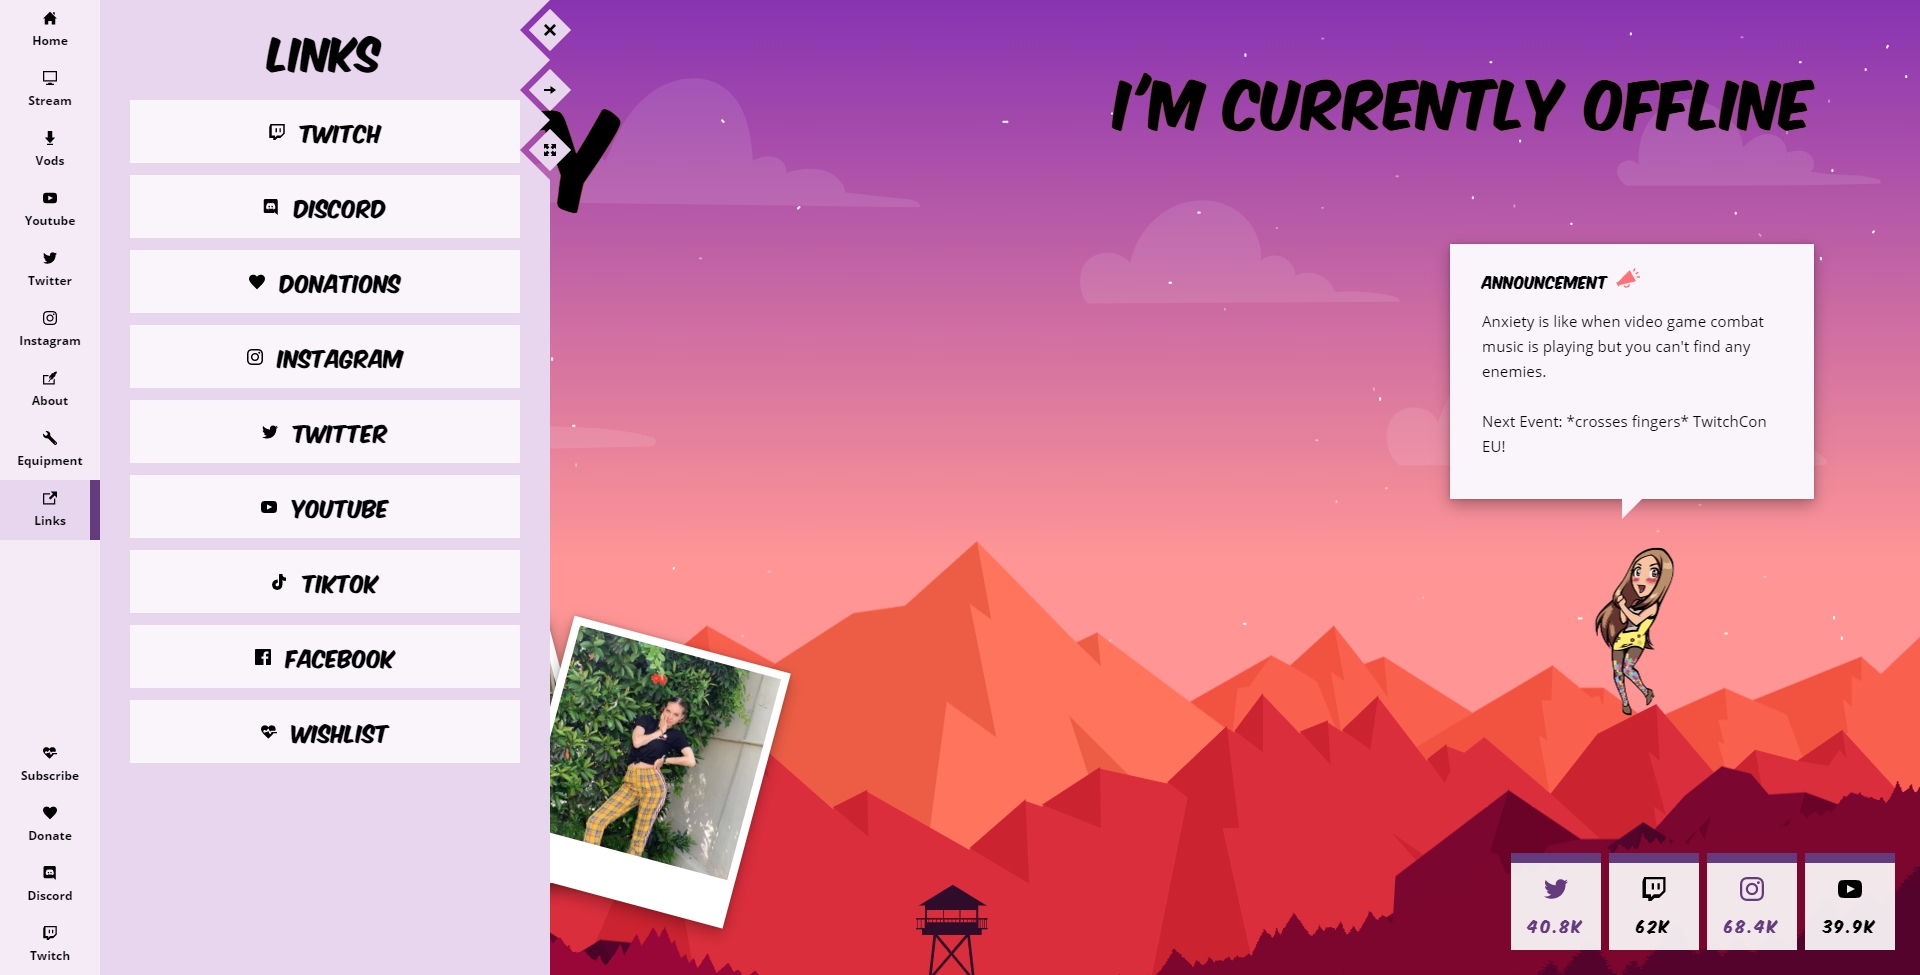 Home
Stream
Vods
Youtube
Twitter
Instagram
About
Equipment
Links
Subscribe
Donate
Discord
Twitch
LINKS
TWITCH
DISCORD
DONATIONS
INSTAGRAM
TWITTER
YOUTUBE
TIKTOK
FACEBOOK
WISHLIST
Y
I'M CURRENTLY OFFLINE
ANNOUNCEMENT
Anxiety is like when video game combat
music is playing but you can't find any
enemies.
Next Event: *crosses fingers* TwitchCon
EU!
40.8K
62K
68.4K
39.9K